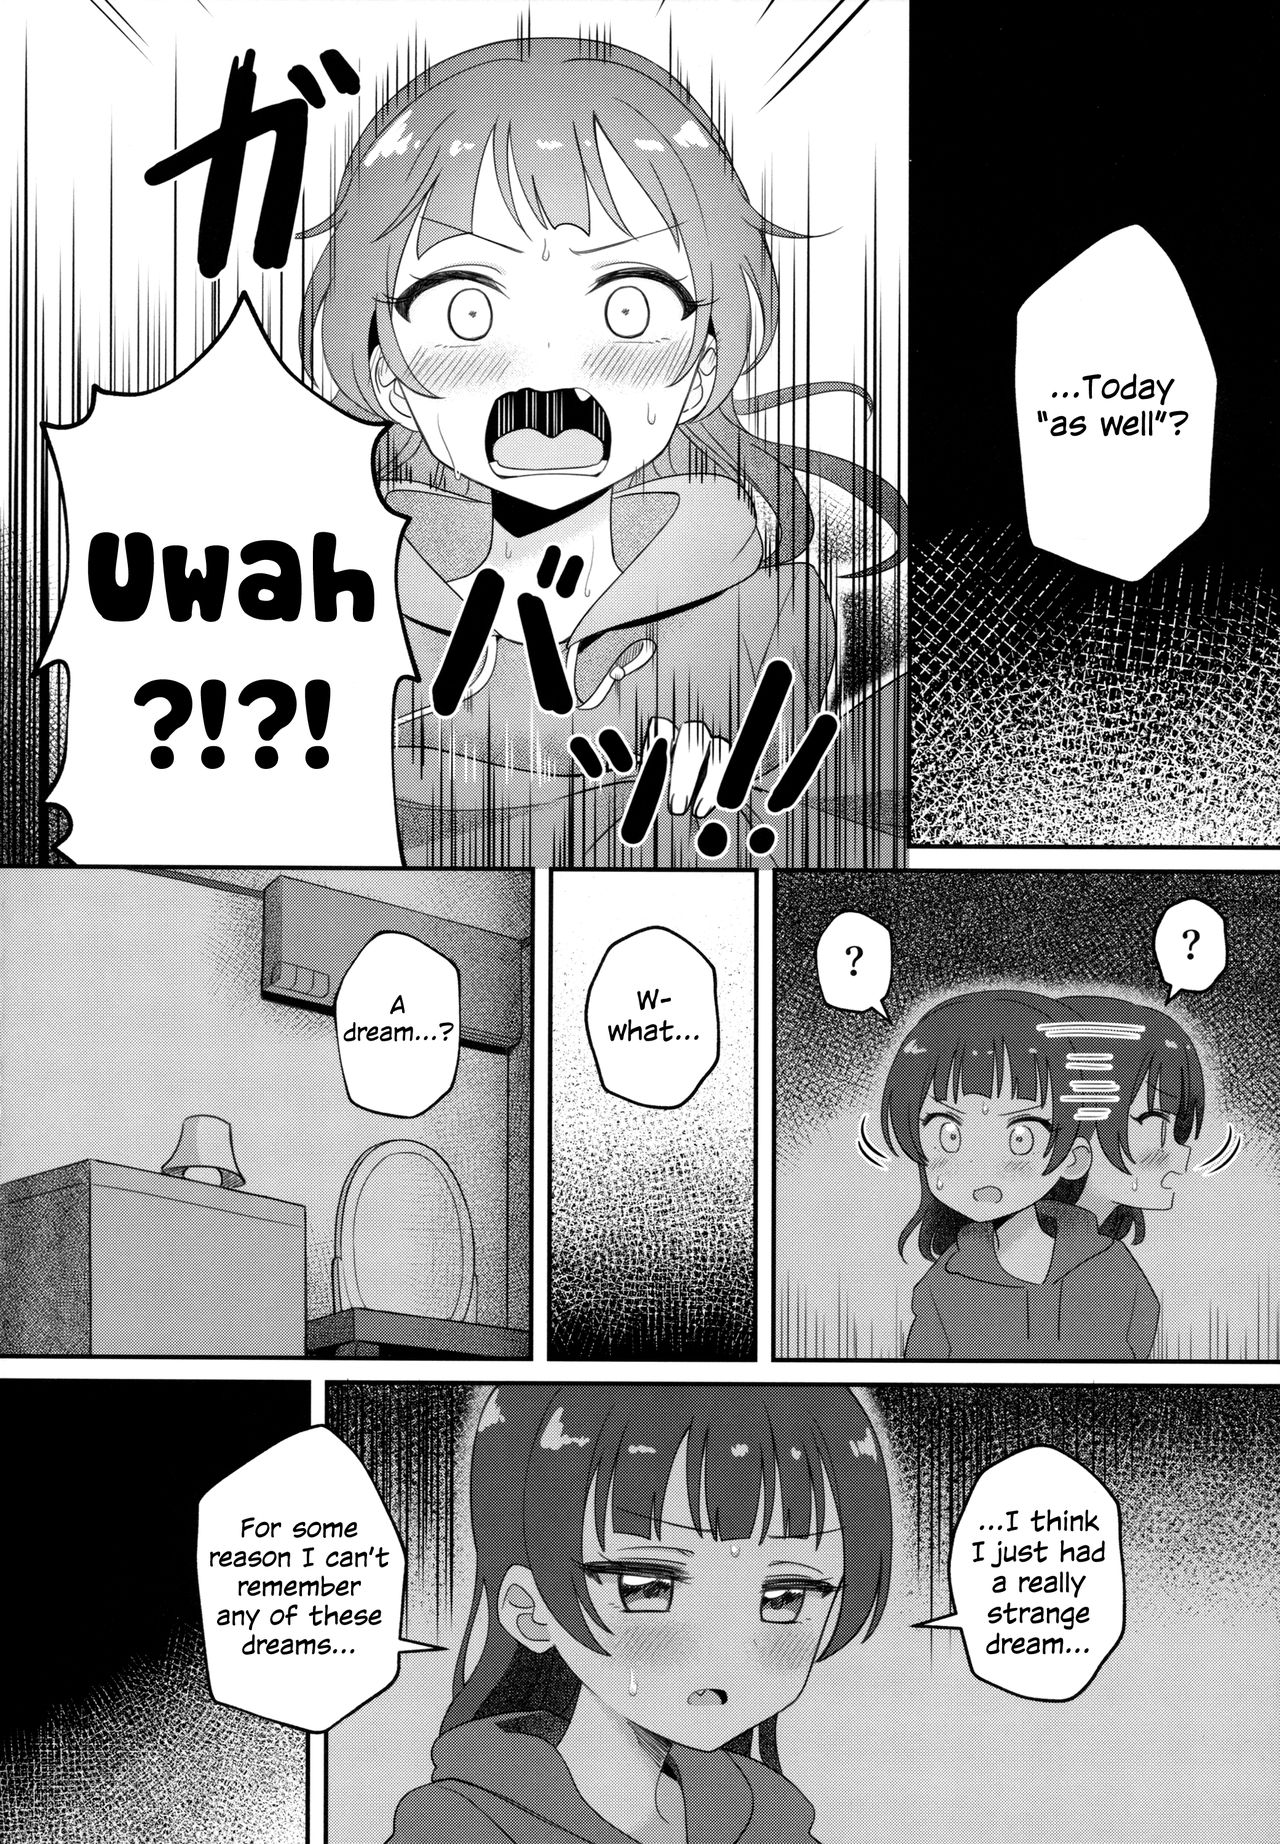 ...Today
"as well"?
ガバッ!!
Uwah
?!?!
?
?
W-
what...
A
dream...?
...I think
I just had
a really
strange
dream...
For some
reason I can't
remember
any of these
dreams...